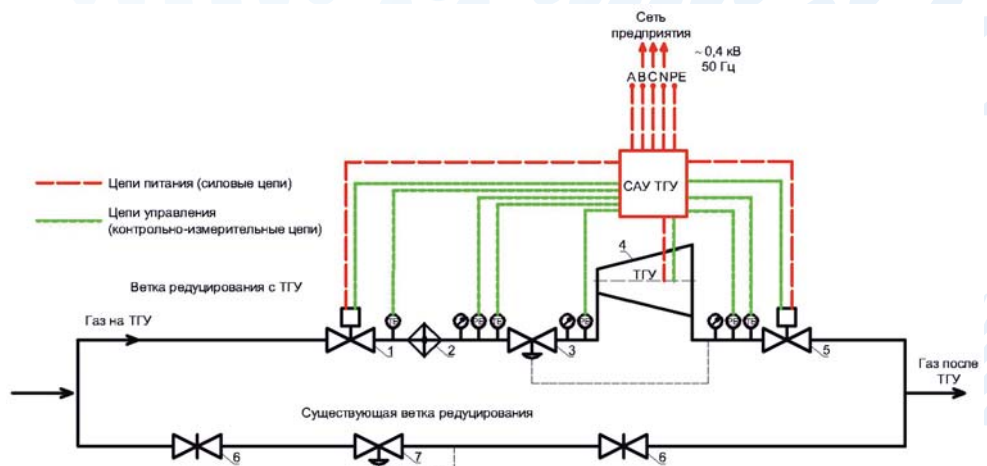 Сеть
предприятия
~0,4 кВ
50 Гц
A B C N PE
Цепи питания (силовые цепи)
САУ ТГУ
Цепи управления
(контрольно-измерительные цепи)
4
ТГУ
Ветка редуцирования с ТГУ
Газ на ТГУ
1
2
3
5
Газ после
ТГУ
Существующая ветка редуцирования
6
7
6